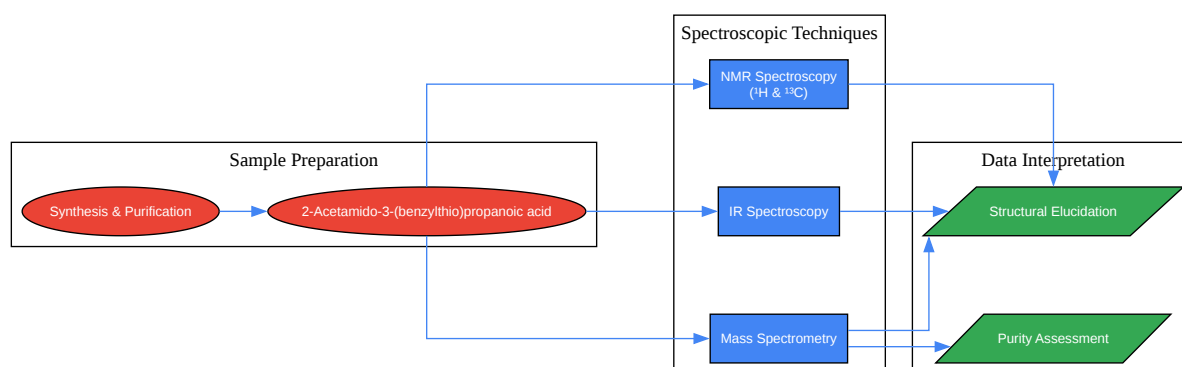 Spectroscopic Techniques
NMR Spectroscopy
(¹H & ¹³C)
Sample Preparation
Data Interpretation
Synthesis & Purification
2-Acetamido-3-(benzylthio)propanoic acid
IR Spectroscopy
Structural Elucidation
Mass Spectrometry
Purity Assessment